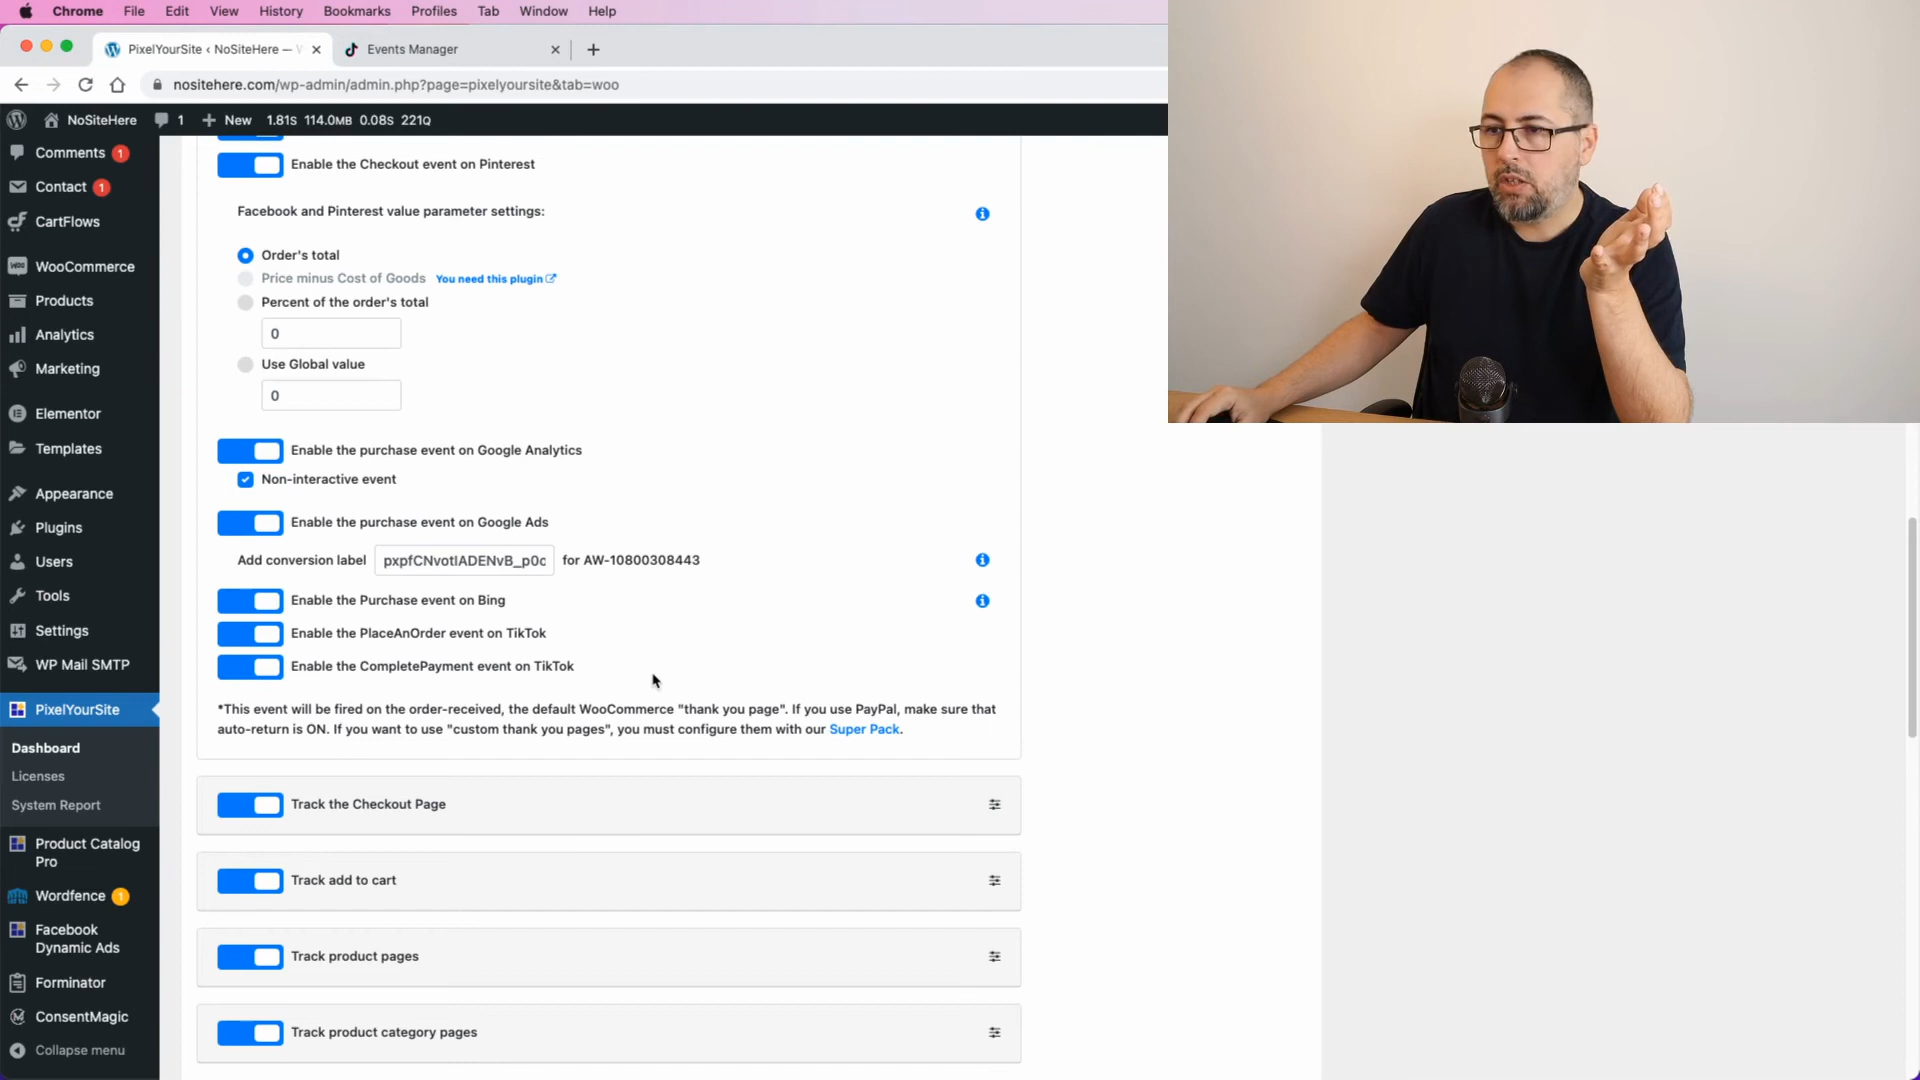 Chrome File Edit View History Bookmarks Profiles Tab Window Help
PixelYourSite ‹ NoSiteHere — Events Manager
nositehere.com/wp-admin/admin.php?page=pixelyoursite&tab=woo
NoSiteHere 1 New 1.81S 114.0MB 0.08S 221Q
Comments 1
Contact 1
CartFlows
WooCommerce
Products
Analytics
Marketing
Elementor
Templates
Appearance
Plugins
Users
Tools
Settings
WP Mail SMTP
PixelYourSite
Dashboard
Licenses
System Report
Product Catalog
Pro
Wordfence 1
Facebook
Dynamic Ads
Forminator
ConsentMagic
Collapse menu
Enable the Checkout event on Pinterest
Facebook and Pinterest value parameter settings:
Order's total
Price minus Cost of Goods You need this plugin
Percent of the order's total
0
Use Global value
0
Enable the purchase event on Google Analytics
Non-interactive event
Enable the purchase event on Google Ads
Add conversion label pxpfCNvotIADENvB_p0c for AW-10800308443
Enable the Purchase event on Bing
Enable the PlaceAnOrder event on TikTok
Enable the CompletePayment event on TikTok
*This event will be fired on the order-received, the default WooCommerce "thank you page". If you use PayPal, make sure that
auto-return is ON. If you want to use "custom thank you pages", you must configure them with our Super Pack.
Track the Checkout Page
Track add to cart
Track product pages
Track product category pages